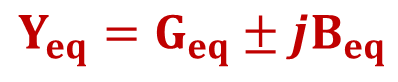 Yeq = Geq ± jBeq